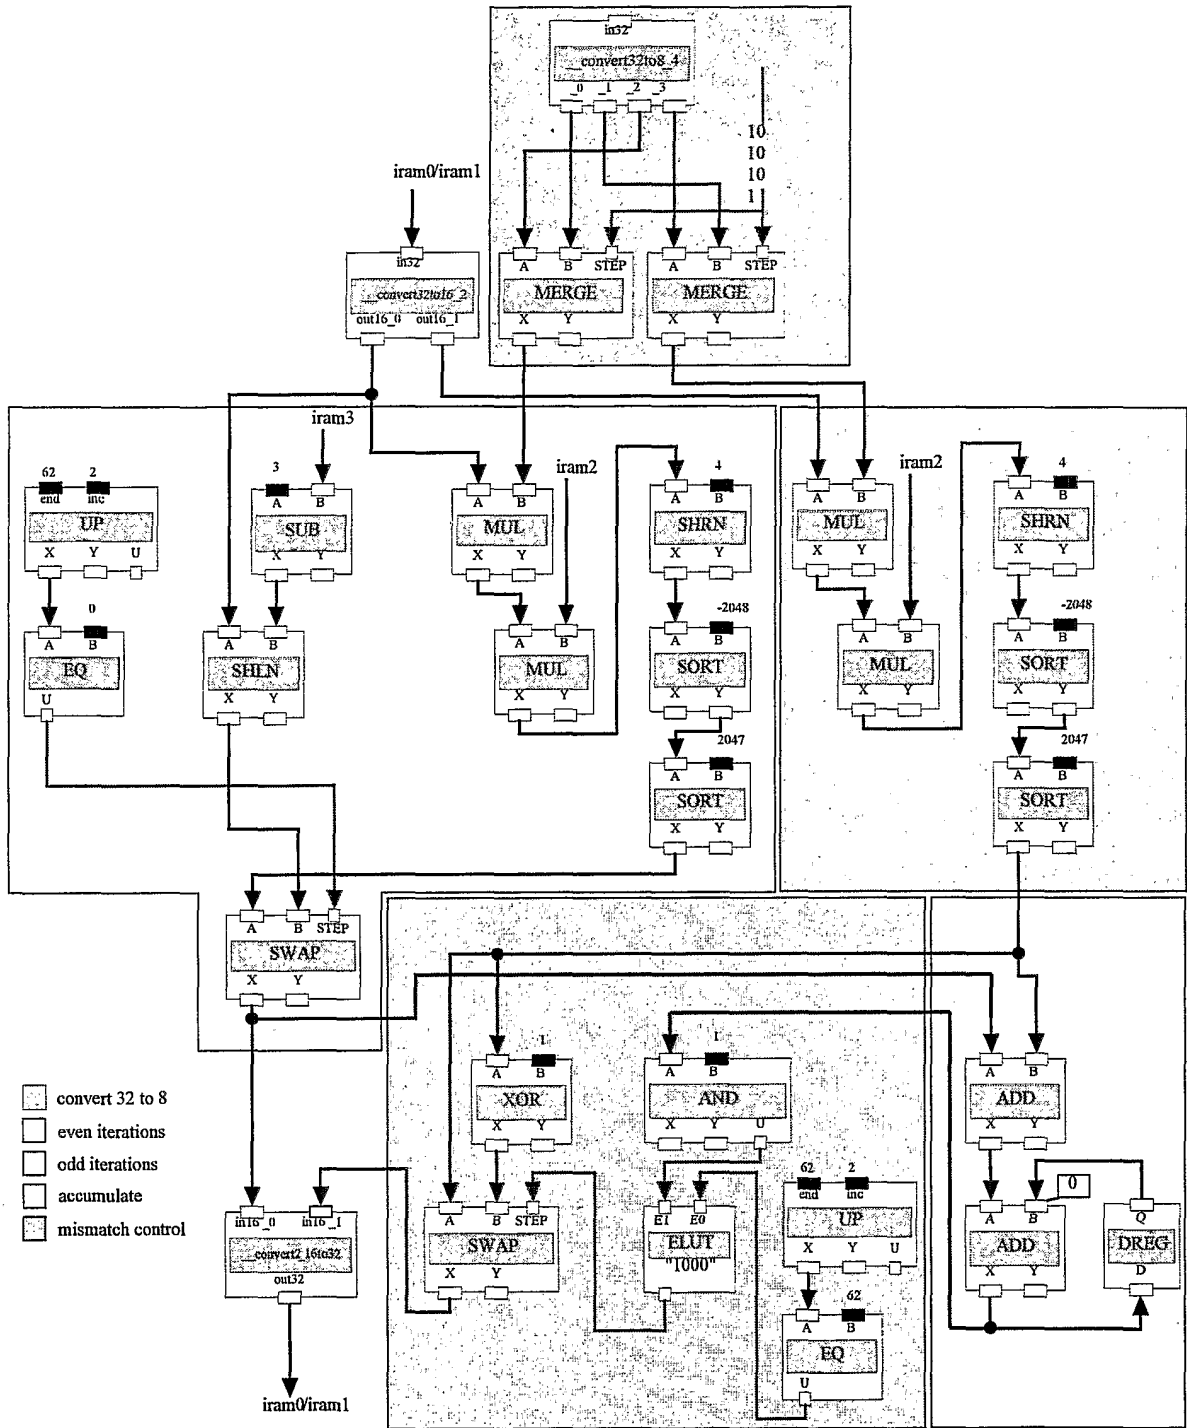 in32
__convert32to8_4
_0 _1 _2 _3
10
10
10
1
iram0/iram1
in32
__convert32to16_2
out16_0 out16_1
A B STEP
MERGE
X Y
A B STEP
MERGE
X Y
iram3
62 2
end inc
UP
X Y U
3
A B
SUB
X Y
A B
MUL
X Y
iram2
4
A B
SHRN
X Y
0
A B
EQ
U
A B
SHLN
X Y
A B
MUL
X Y
-2048
A B
SORT
X Y
2047
A B
SORT
X Y
A B
MUL
X Y
iram2
4
A B
SHRN
X Y
A B
MUL
X Y
-2048
A B
SORT
X Y
2047
A B
SORT
X Y
A B STEP
SWAP
X Y
1
A B
XOR
X Y
1
A B
AND
X Y U
A B
ADD
X Y
convert 32 to 8
even iterations
odd iterations
accumulate
mismatch control
in16_0 in16_1
__convert2_16to32
out32
iram0/iram1
A B STEP
SWAP
X Y
E1 E0
ELUT
"1000"
62 2
end inc
UP
X Y U
62
A B
EQ
U
0
A B
ADD
X Y
Q
DREG
D